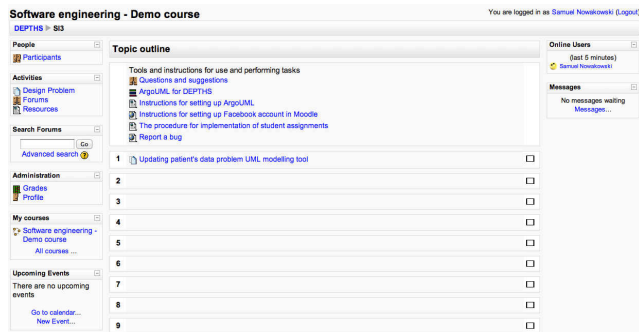 Software engineering - Demo course
You are logged in as Samuel Nowakowski (Logout)
DEPTHS ► SI3
People
Participants
Activities
Design Problem
Forums
Resources
Search Forums
Go
Advanced search ?
Administration
Grades
Profile
My courses
Software engineering -
Demo course
All courses ...
Upcoming Events
There are no upcoming
events
Go to calendar...
New Event...
Topic outline
Tools and instructions for use and performing tasks
Questions and suggestions
ArgoUML for DEPTHS
Instructions for setting up ArgoUML
Instructions for setting up Facebook account in Moodle
The procedure for implementation of student assignments
Report a bug
1 Updating patient's data problem UML modelling tool
2
3
4
5
6
7
8
9
Online Users
(last 5 minutes)
Samuel Nowakowski
Messages
No messages waiting
Messages...